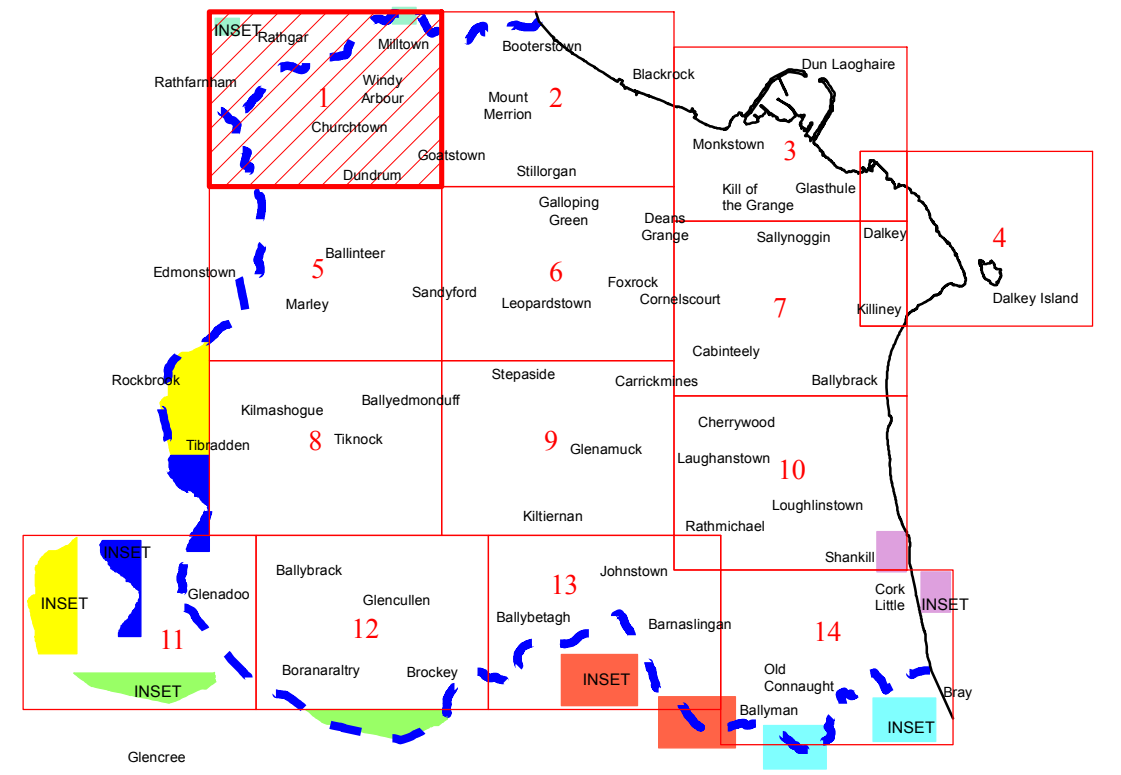 INSET
Rathgar
Milltown
Booterstown
Dun Laoghaire
Blackrock
Rathfarnham
Windy
Arbour
1
Mount
Merrion
2
Churchtown
Monkstown
3
Goatstown
Dundrum
Stillorgan
Kill of
the Grange
Glasthule
Galloping
Green
Deans
Grange
Sallynoggin
Dalkey
4
Ballinteer
5
Edmonstown
6
Foxrock
Sandyford
Marley
Leopardstown
Cornelscourt
7
Killiney
Dalkey Island
Cabinteely
Rockbrook
Stepaside
Carrickmines
Ballybrack
Kilmashogue
Ballyedmonduff
Cherrywood
Tibradden
8
Tiknock
9
Glenamuck
Laughanstown
10
Loughlinstown
Kiltiernan
Rathmichael
INSET
Shankill
Ballybrack
13
Johnstown
INSET
Glenadoo
Glencullen
Cork
Little
INSET
11
12
Ballybetagh
Barnaslingan
14
Boranaraltry
Brockey
INSET
INSET
Old
Connaught
Bray
Ballyman
INSET
Glencree